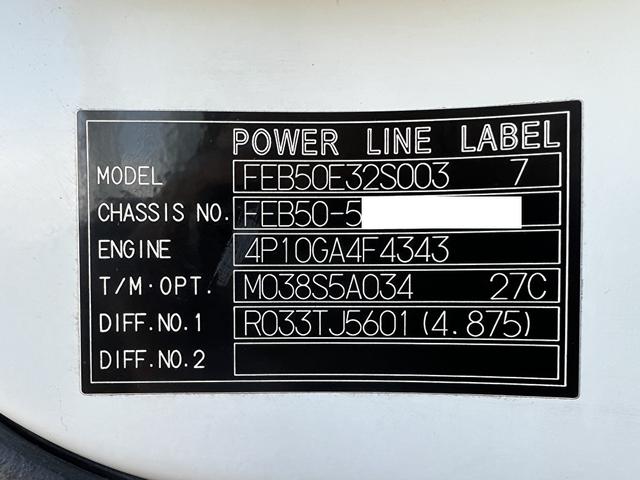 POWER LINE LABEL
MODEL FEB50E32S003 7
CHASSIS NO. FEB50-5
ENGINE 4P10GA4F4343
T/M·OPT. M038S5A034 27C
DIFF.NO.1 R033TJ5601(4.875)
DIFF.NO.2